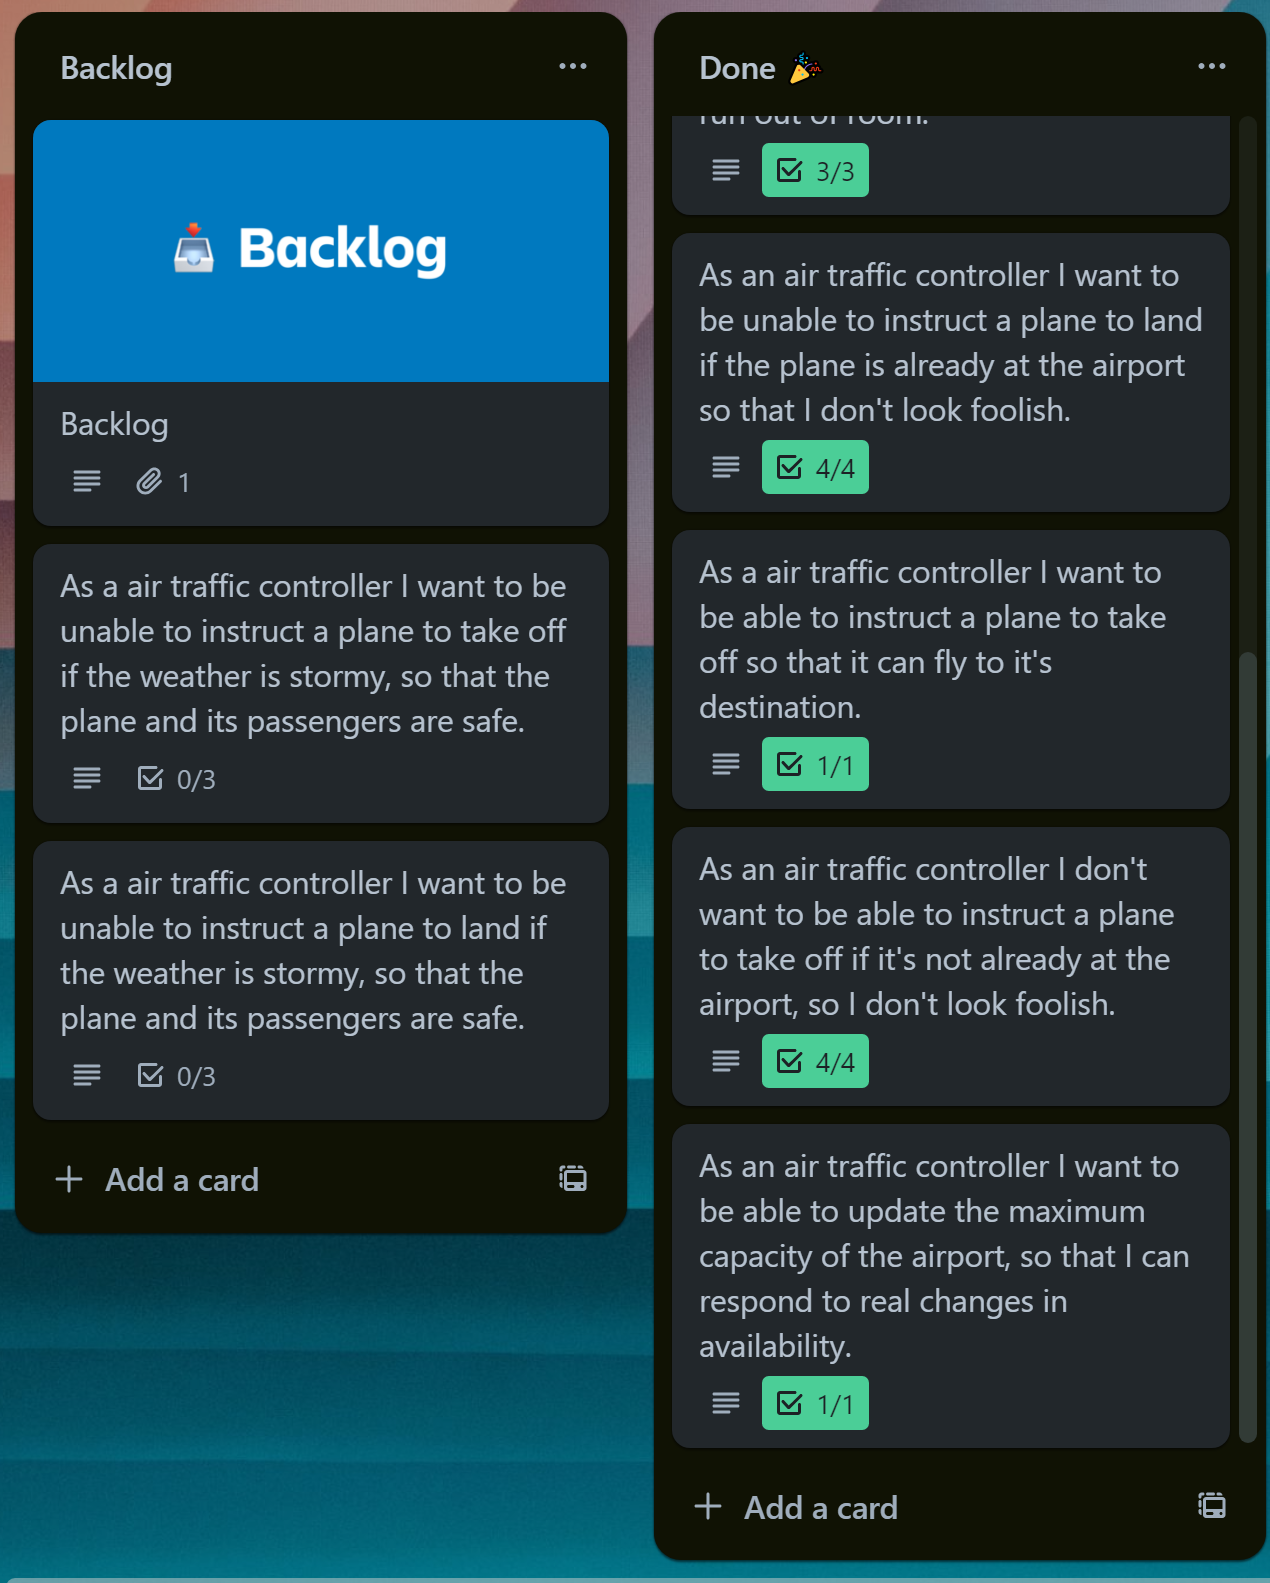 Backlog
Backlog
Backlog
1
As a air traffic controller I want to be
unable to instruct a plane to take off
if the weather is stormy, so that the
plane and its passengers are safe.
0/3
As a air traffic controller I want to be
unable to instruct a plane to land if
the weather is stormy, so that the
plane and its passengers are safe.
0/3
Add a card
Done 🎉
run out of room.
3/3
As an air traffic controller I want to
be unable to instruct a plane to land
if the plane is already at the airport
so that I don't look foolish.
4/4
As a air traffic controller I want to
be able to instruct a plane to take
off so that it can fly to it's
destination.
1/1
As an air traffic controller I don't
want to be able to instruct a plane
to take off if it's not already at the
airport, so I don't look foolish.
4/4
As an air traffic controller I want to
be able to update the maximum
capacity of the airport, so that I can
respond to real changes in
availability.
1/1
Add a card